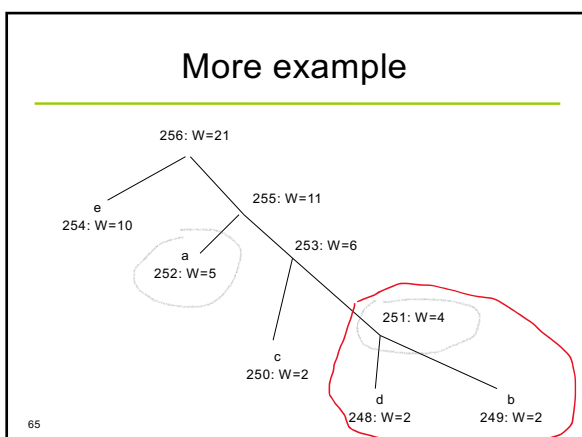 More example
256: W=21
255: W=11
e
254: W=10
253: W=6
a
252: W=5
251: W=4
c
250: W=2
d
248: W=2
b
249: W=2
65